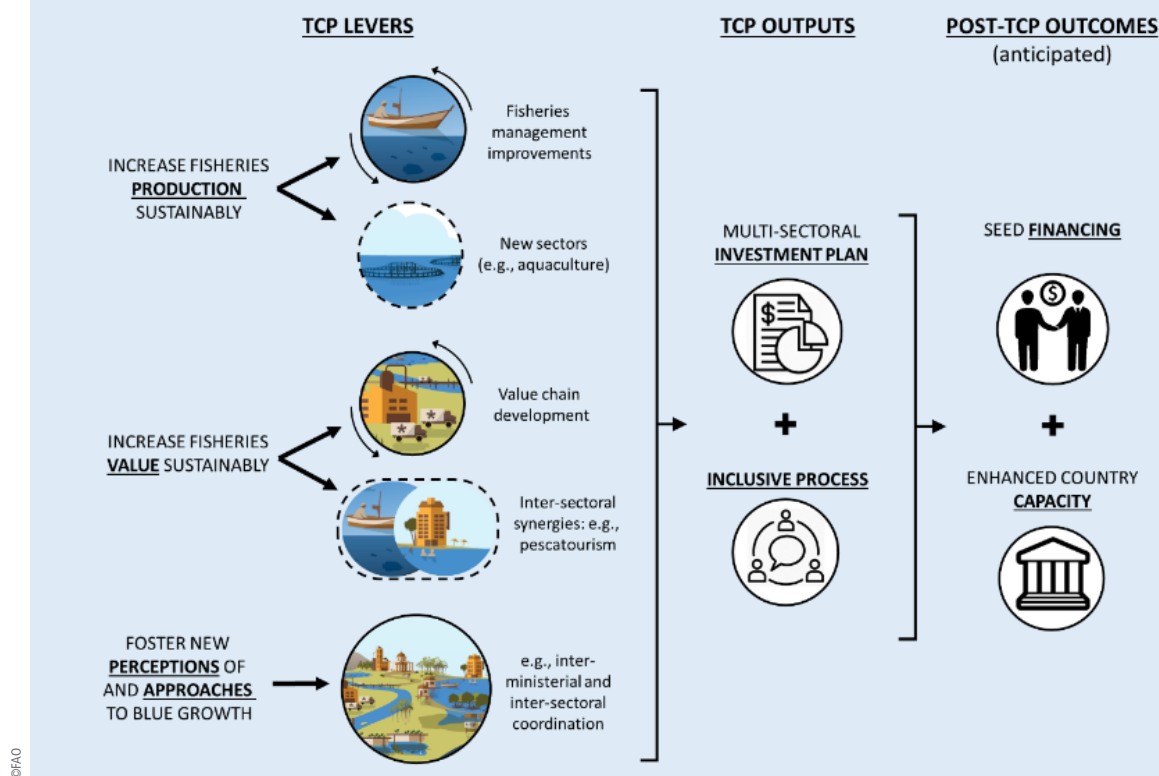 TCP LEVERS
TCP OUTPUTS
POST-TCP OUTCOMES
(anticipated)
INCREASE FISHERIES
PRODUCTION
SUSTAINABLY
Fisheries
management
improvements
New sectors
(e.g., aquaculture)
INCREASE FISHERIES
VALUE SUSTAINABLY
Value chain
development
Inter-sectoral
synergies: e.g.,
pescatourism
FOSTER NEW
PERCEPTIONS OF
AND APPROACHES
TO BLUE GROWTH
e.g., inter-
ministerial and
inter-sectoral
coordination
MULTI-SECTORAL
INVESTMENT PLAN
$
+
INCLUSIVE PROCESS
SEED FINANCING
$
+
ENHANCED COUNTRY
CAPACITY
©FAO